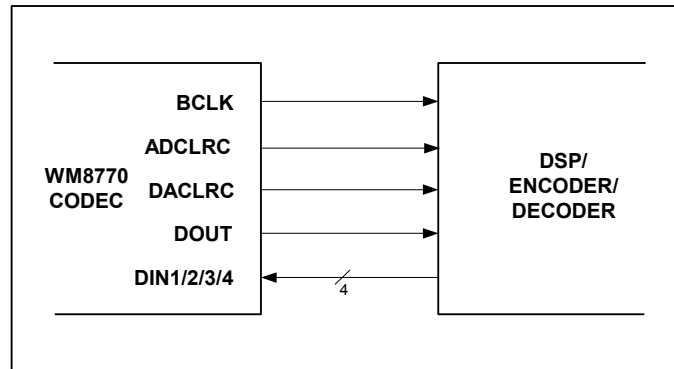 BCLK
ADCLRC
WM8770
CODEC
DACLRC
DOUT
DIN1/2/3/4
4
DSP/
ENCODER/
DECODER